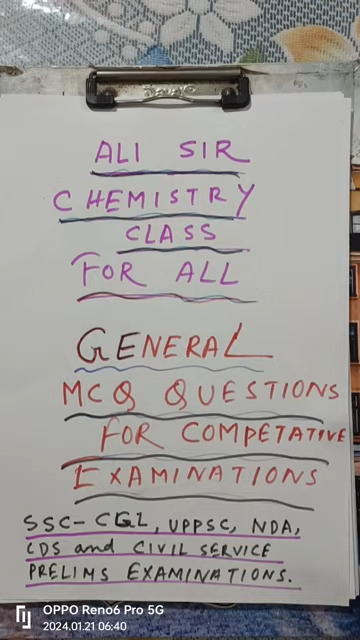 ALI SIR
CHEMISTRY
CLASS
FOR ALL
GENERAL
MCQ QUESTIONS
FOR COMPETATIVE
EXAMINATIONS
SSC-CGL, UPPSC, NDA,
CDS and CIVIL SERVICE
PRELIMS EXAMINATIONS.
OPPO Reno6 Pro 5G
2024.01.21 06:40